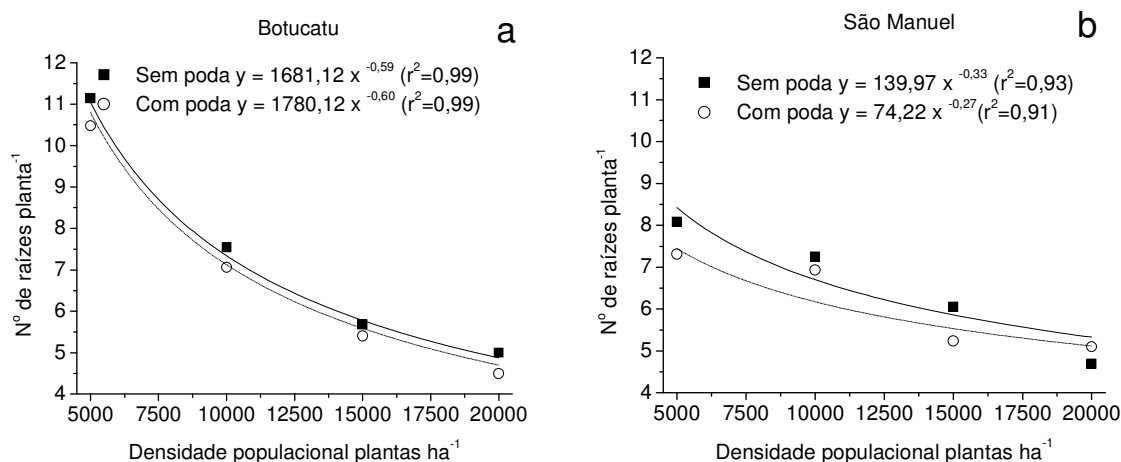 Botucatu
a
Sem poda y = 1681,12 x -0,59 (r²=0,99)
Com poda y = 1780,12 x -0,60 (r²=0,99)
12
11
10
9
8
7
6
5
4
Nº de raízes planta-1
5000 7500 10000 12500 15000 17500 20000
Densidade populacional plantas ha-1
São Manuel
b
Sem poda y = 139,97 x -0,33 (r²=0,93)
Com poda y = 74,22 x -0,27(r²=0,91)
12
11
10
9
8
7
6
5
4
Nº de raízes planta-1
5000 7500 10000 12500 15000 17500 20000
Densidade populacional plantas ha-1